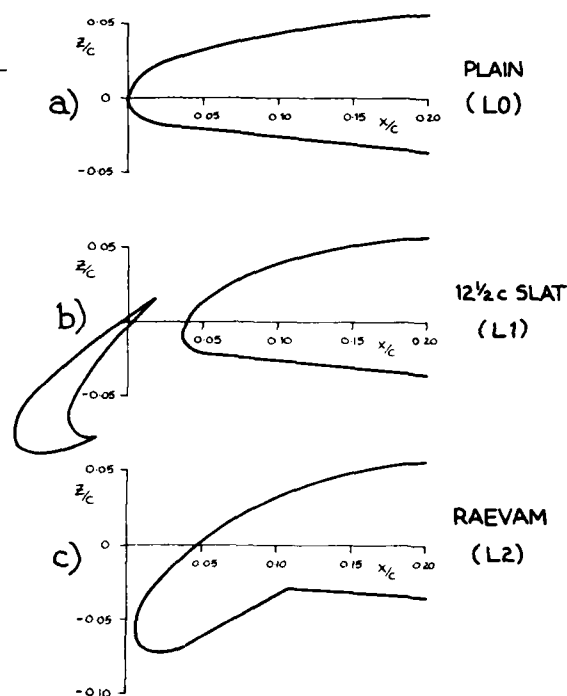 0.05
z/c
a)
0
0.05
0.10
x/c
0.15
0.20
-0.05
PLAIN
(L0)
0.05
z/c
b)
0.05
0.10
x/c
0.15
0.20
-0.05
12½c SLAT
(L1)
0.05
z/c
c)
0
0.05
0.10
0.15
x/c
0.20
-0.05
-0.10
RAEVAM
(L2)